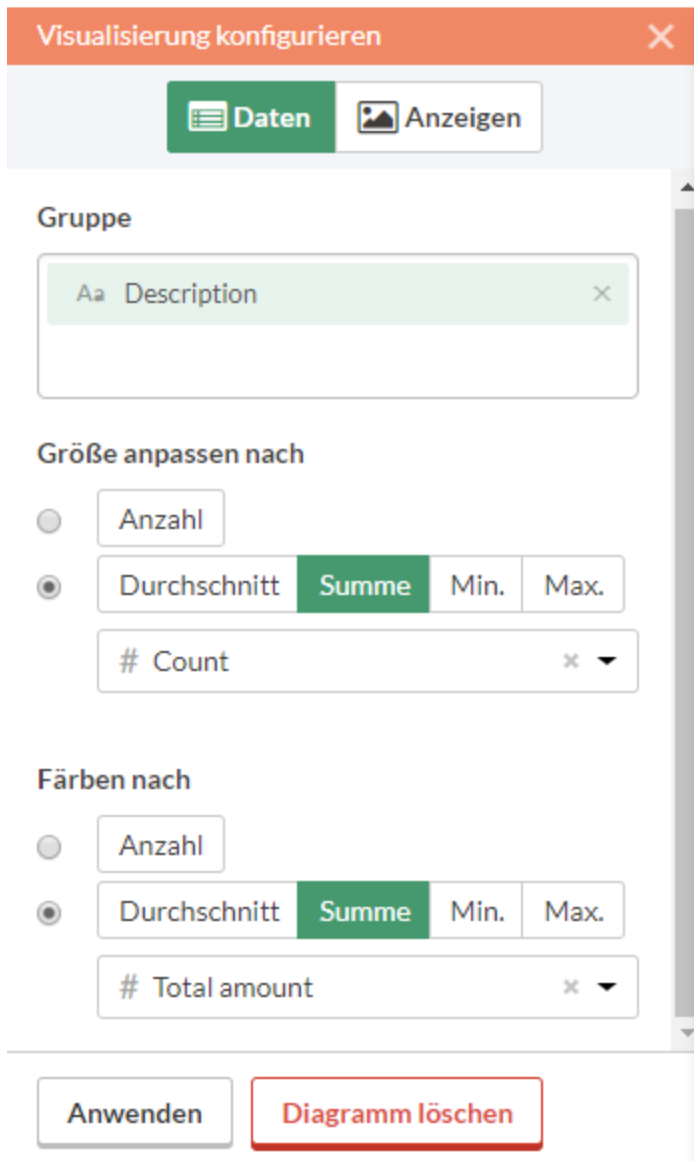 Visualisierung konfigurieren
Daten Anzeigen
Gruppe
Aa Description
Größe anpassen nach
Anzahl
Durchschnitt Summe Min. Max.
# Count
Färben nach
Anzahl
Durchschnitt Summe Min. Max.
# Total amount
Anwenden Diagramm löschen